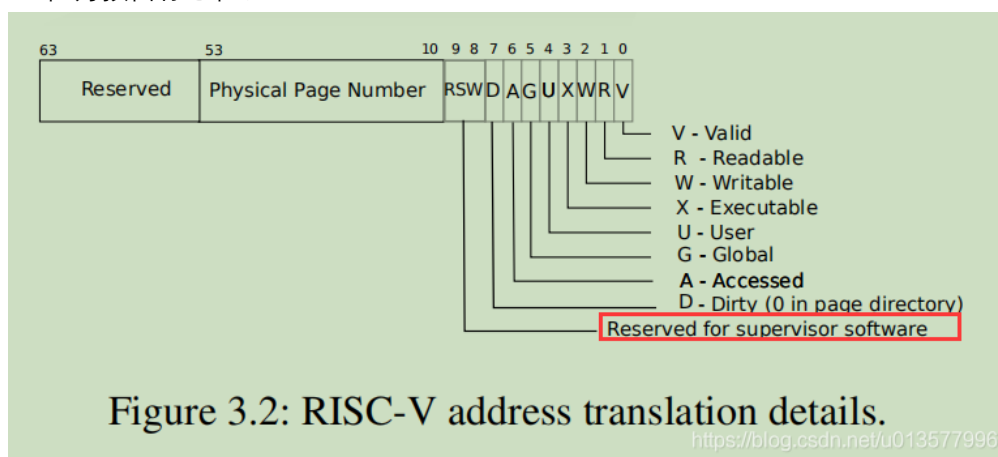 63 53 10 9 8 7 6 5 4 3 2 1 0
Reserved Physical Page Number RSW D A G U X W R V
V - Valid
R - Readable
W - Writable
X - Executable
U - User
G - Global
A - Accessed
D - Dirty (0 in page directory)
Reserved for supervisor software
Figure 3.2: RISC-V address translation details.
https://blog.csdn.net/u013577996